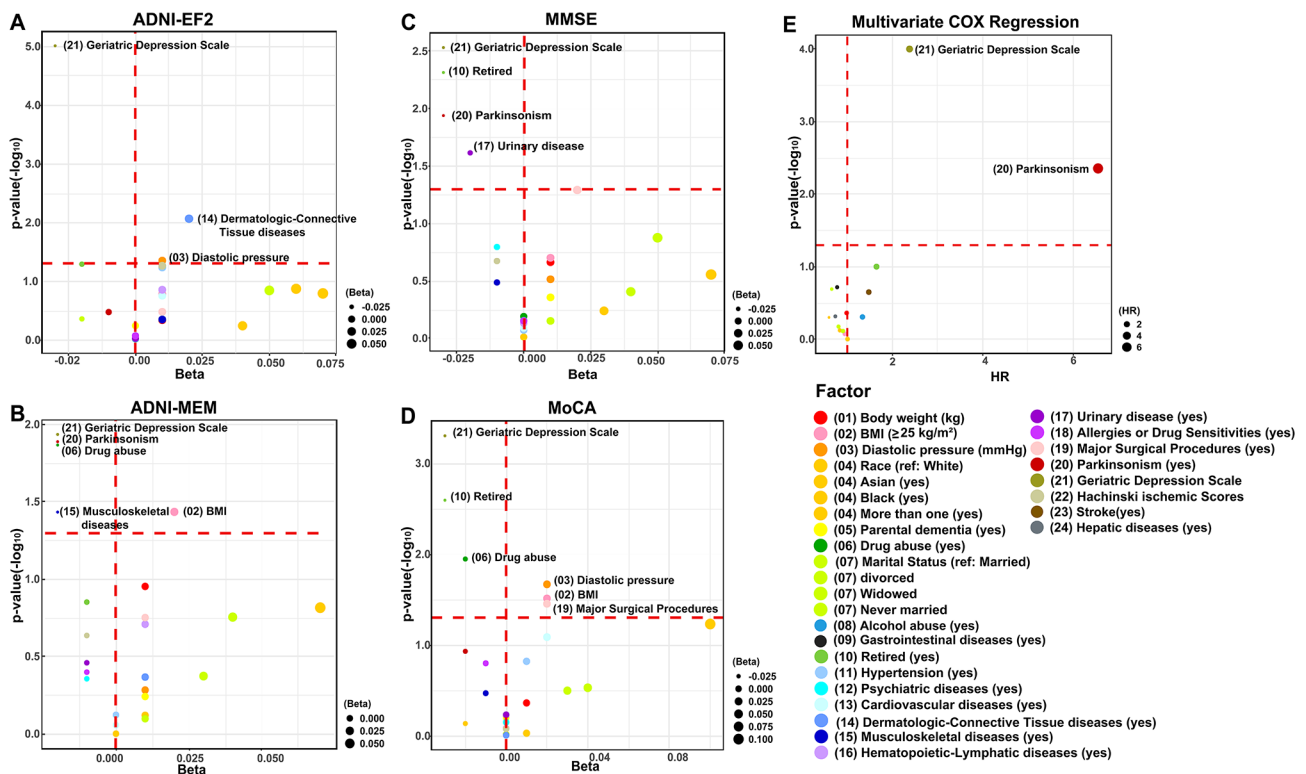 A
ADNI-EF2
p-value(-log₁₀)
5.0
4.0
3.0
2.0
1.0
0.0
(21) Geriatric Depression Scale
(14) Dermatologic-Connective
Tissue diseases
(03) Diastolic pressure
-0.02
0.00
0.025
0.050
0.075
Beta
(Beta)
-0.025
0.000
0.025
0.050
C
MMSE
p-value(-log₁₀)
2.5
2.0
1.5
1.0
0.5
0.0
(21) Geriatric Depression Scale
(10) Retired
(20) Parkinsonism
(17) Urinary disease
-0.025
0.000
0.025
0.050
0.075
Beta
(Beta)
-0.025
0.000
0.025
0.050
E
Multivariate COX Regression
p-value(-log₁₀)
4.0
3.0
2.0
1.0
0.0
(21) Geriatric Depression Scale
(20) Parkinsonism
0
2
4
6
HR
(HR)
2
4
6
B
ADNI-MEM
p-value(-log₁₀)
2.0
1.5
1.0
0.5
0.0
(21) Geriatric Depression Scale
(20) Parkinsonism
(06) Drug abuse
(15) Musculoskeletal
diseases
(02) BMI
0.000
0.025
0.050
Beta
(Beta)
0.000
0.025
0.050
D
MoCA
p-value(-log₁₀)
3.0
2.0
1.0
0.0
(21) Geriatric Depression Scale
(10) Retired
(06) Drug abuse
(03) Diastolic pressure
(02) BMI
(19) Major Surgical Procedures
0.00
0.04
0.08
Beta
(Beta)
-0.025
0.000
0.025
0.050
0.075
0.100
Factor
(01) Body weight (kg)
(02) BMI (≥25 kg/m²)
(03) Diastolic pressure (mmHg)
(04) Race (ref: White)
(04) Asian (yes)
(04) Black (yes)
(04) More than one (yes)
(05) Parental dementia (yes)
(06) Drug abuse (yes)
(07) Marital Status (ref: Married)
(07) divorced
(07) Widowed
(07) Never married
(08) Alcohol abuse (yes)
(09) Gastrointestinal diseases (yes)
(10) Retired (yes)
(11) Hypertension (yes)
(12) Psychiatric diseases (yes)
(13) Cardiovascular diseases (yes)
(14) Dermatologic-Connective Tissue diseases (yes)
(15) Musculoskeletal diseases (yes)
(16) Hematopoietic-Lymphatic diseases (yes)
(17) Urinary disease (yes)
(18) Allergies or Drug Sensitivities (yes)
(19) Major Surgical Procedures (yes)
(20) Parkinsonism (yes)
(21) Geriatric Depression Scale
(22) Hachinski ischemic Scores
(23) Stroke(yes)
(24) Hepatic diseases (yes)